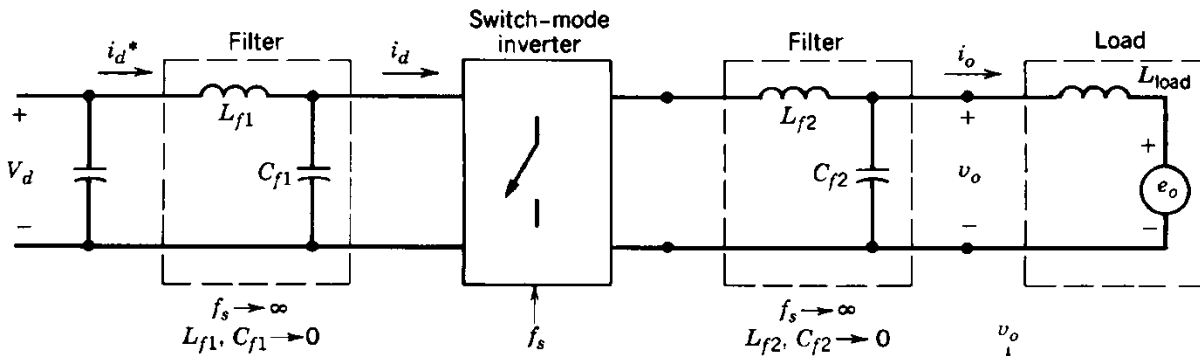 Switch-mode
inverter
Filter
Filter
Load
i_d*
i_d
i_o
L_load
+
L_f1
L_f2
+
+
V_d
C_f1
C_f2
v_o
e_o
−
−
−
f_s → ∞
L_f1, C_f1 → 0
f_s
f_s → ∞
L_f2, C_f2 → 0
v_o